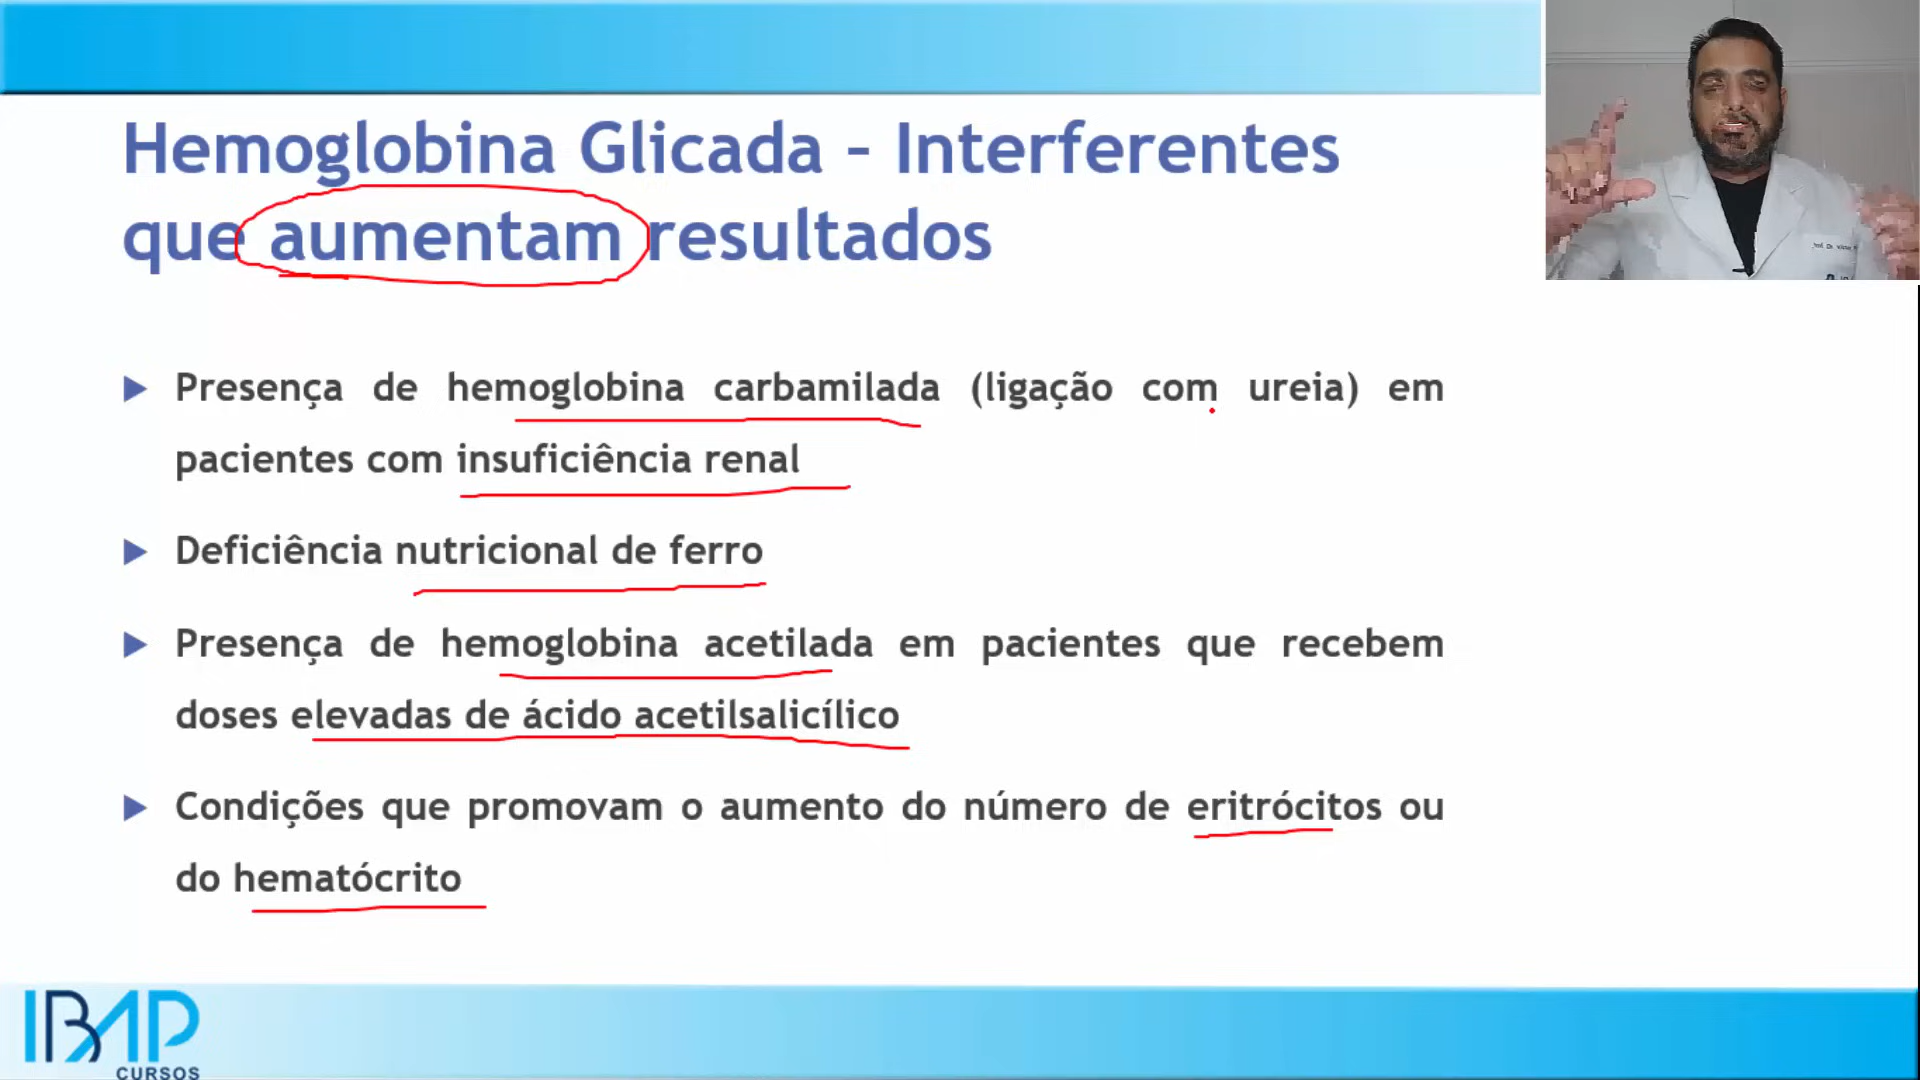 Hemoglobina Glicada - Interferentes
que aumentam resultados
Presença de hemoglobina carbamilada (ligação com ureia) em
pacientes com insuficiência renal
Deficiência nutricional de ferro
Presença de hemoglobina acetilada em pacientes que recebem
doses elevadas de ácido acetilsalicílico
Condições que promovam o aumento do número de eritrócitos ou
do hematócrito
IBAP
CURSOS